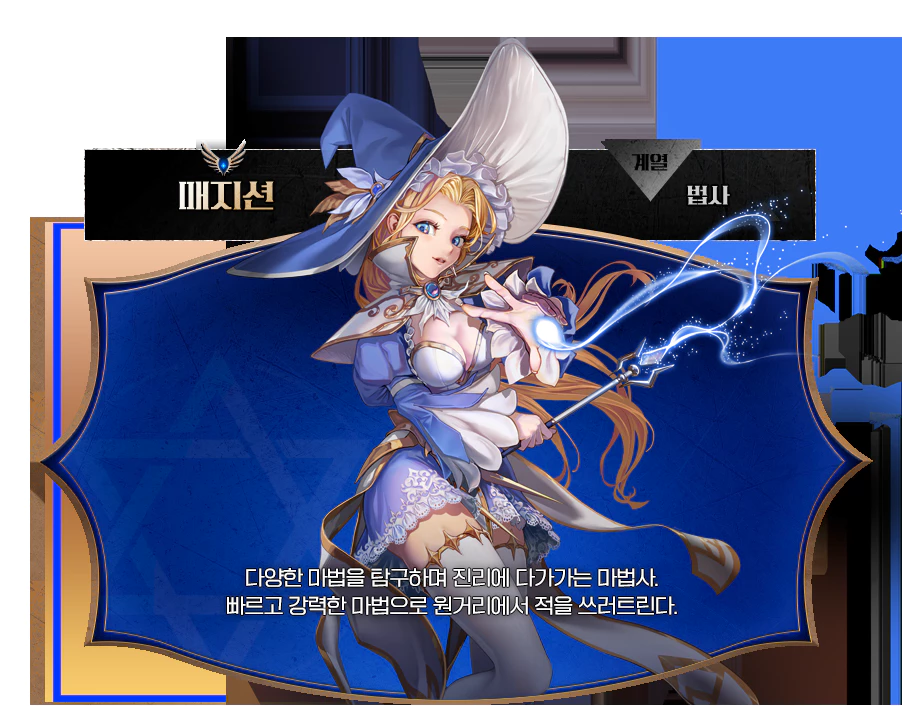 매지션
계열
법사
다양한 마법을 탐구하며 진리에 다가가는 마법사.
빠르고 강력한 마법으로 원거리에서 적을 쓰러트린다.